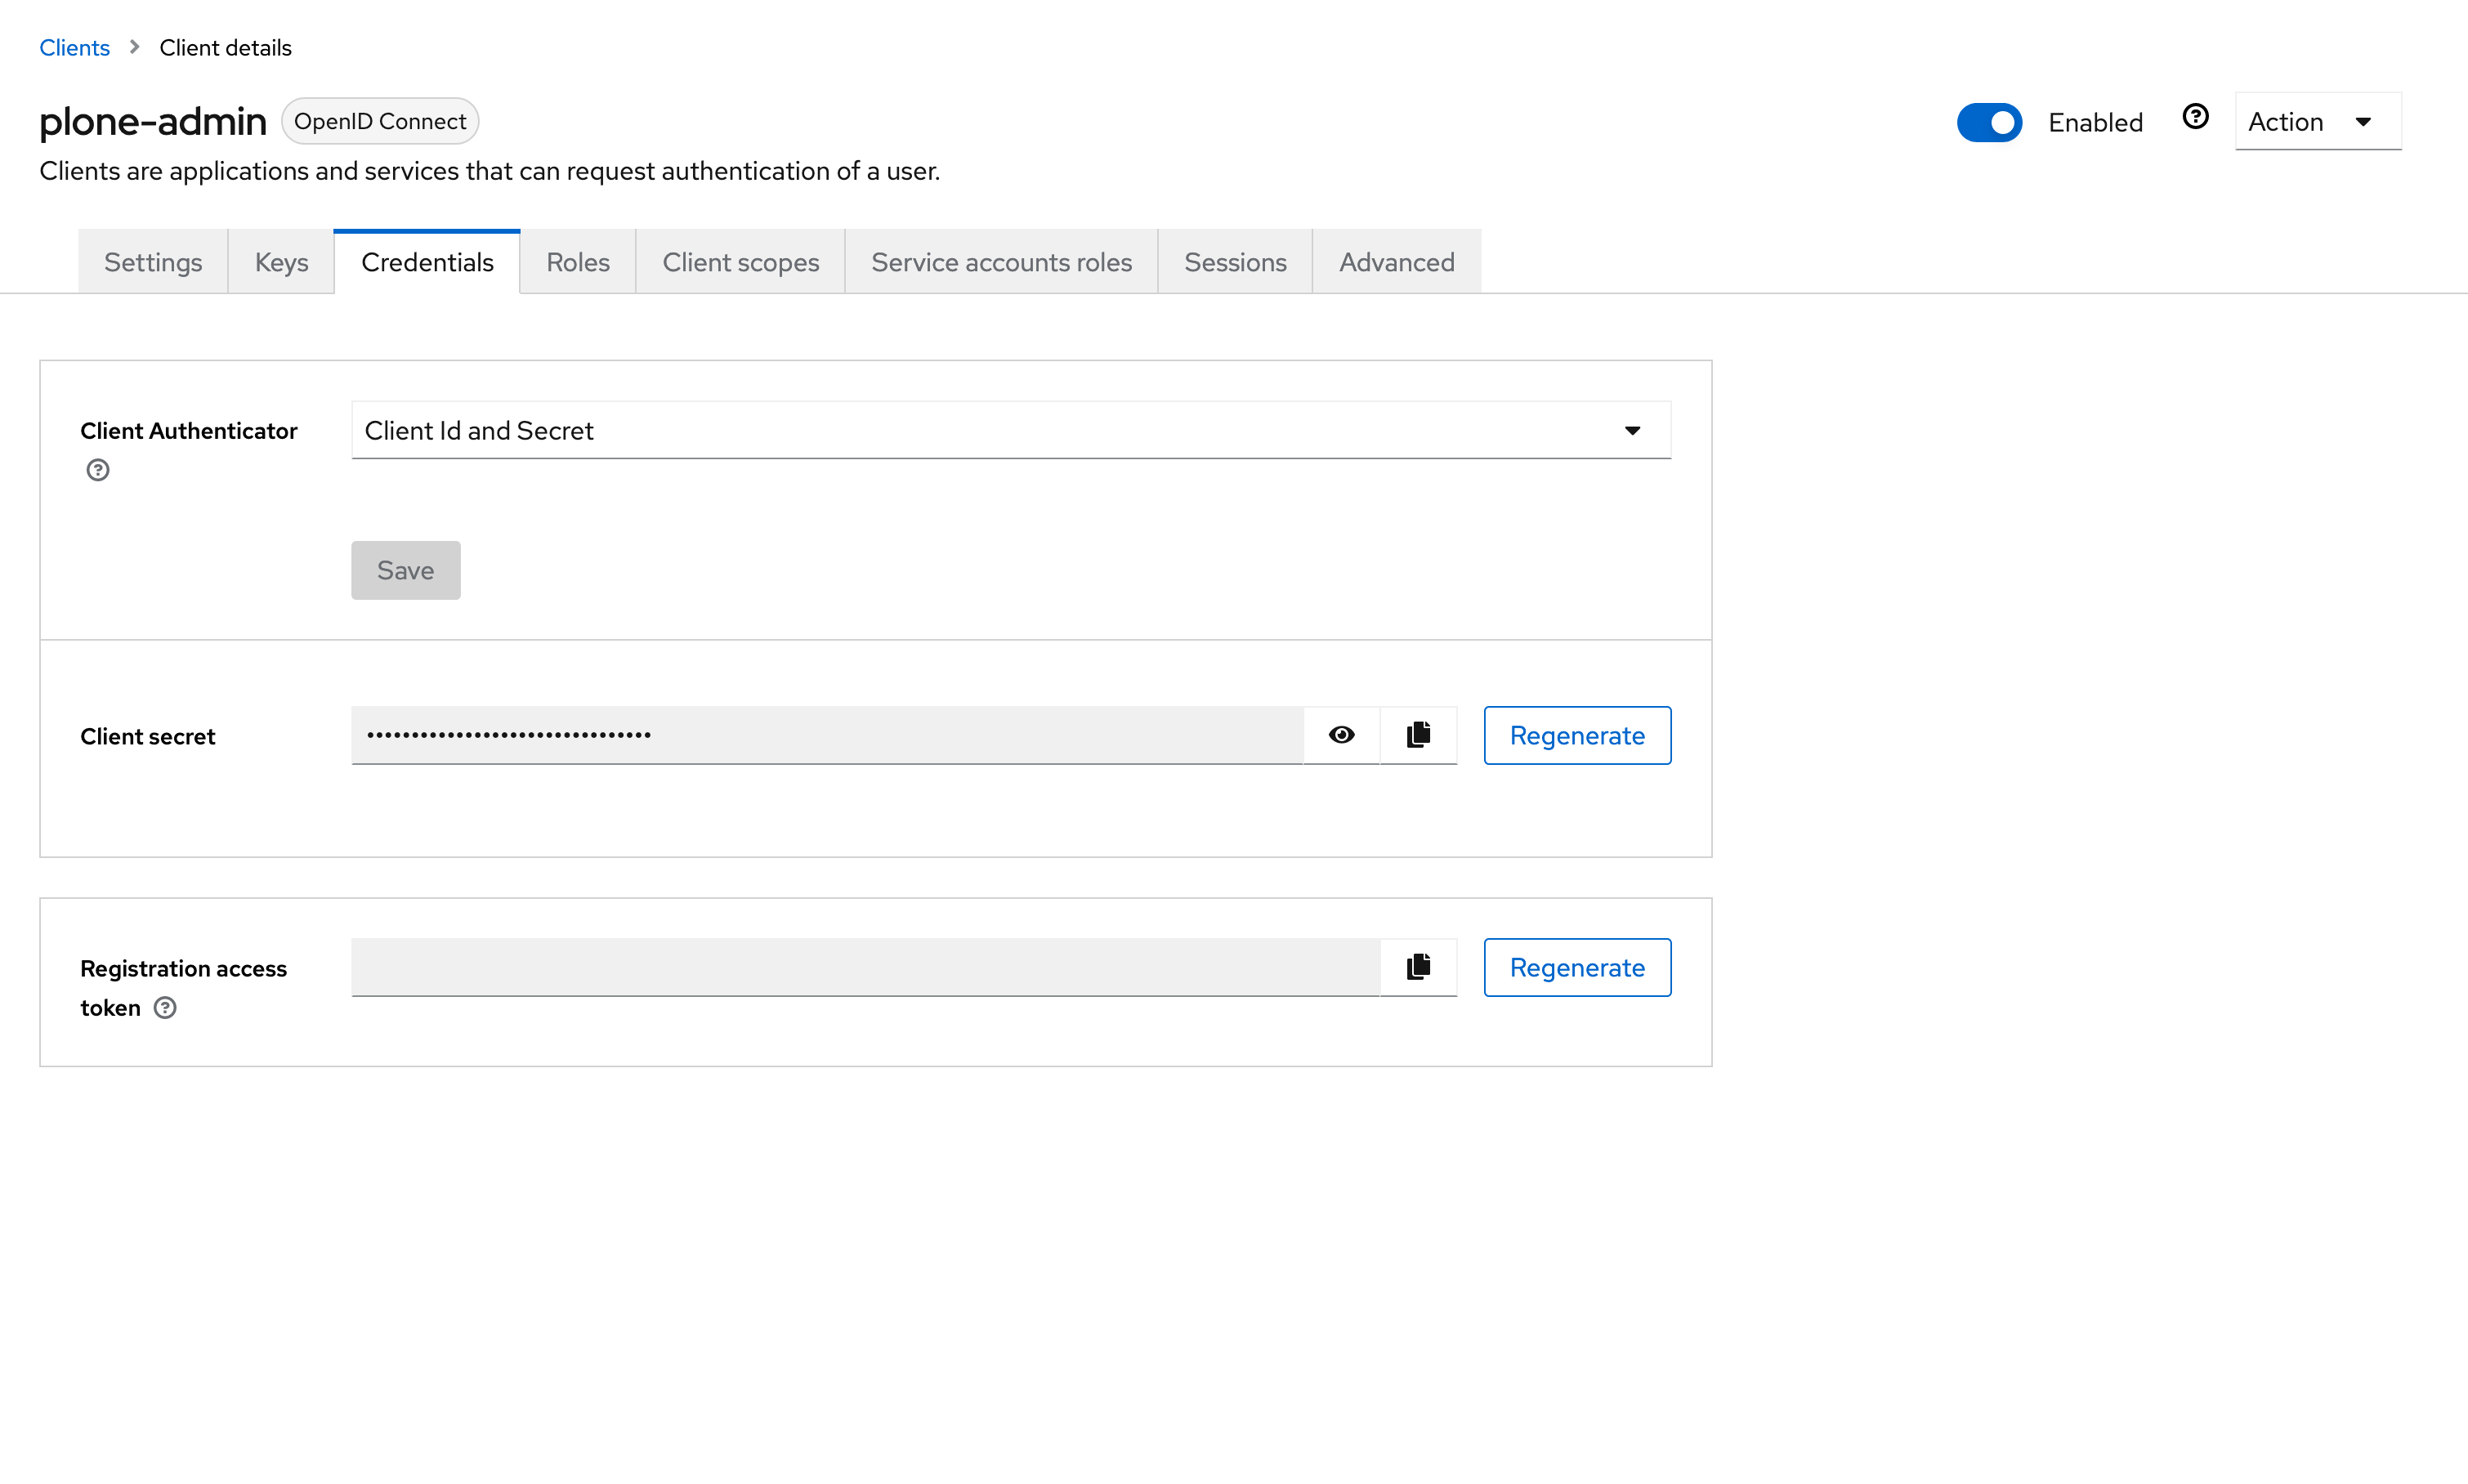 Clients > Client details
plone-admin OpenID Connect Enabled Action
Clients are applications and services that can request authentication of a user.
Settings Keys Credentials Roles Client scopes Service accounts roles Sessions Advanced
Client Authenticator Client Id and Secret
Save
Client secret •••••••••••••••••••••••••••••••• Regenerate
Registration access token Regenerate